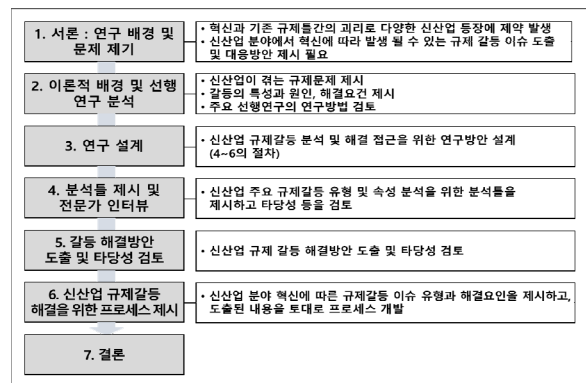 1. 서론 : 연구 배경 및
문제 제기
• 혁신과 기존 규제틀간의 괴리로 다양한 신산업 등장에 제약 발생
• 신산업 분야에서 혁신에 따라 발생 될 수 있는 규제 갈등 이슈 도출
및 대응방안 제시 필요
2. 이론적 배경 및 선행
연구 분석
• 신산업이 겪는 규제문제 제시
• 갈등의 특성과 원인, 해결요건 제시
• 주요 선행연구의 연구방법 검토
3. 연구 설계
• 신산업 규제갈등 분석 및 해결 접근을 위한 연구방안 설계
(4~6의 절차)
4. 분석틀 제시 및
전문가 인터뷰
• 신산업 주요 규제갈등 유형 및 속성 분석을 위한 분석틀을
제시하고 타당성 등을 검토
5. 갈등 해결방안
도출 및 타당성 검토
• 신산업 규제 갈등 해결방안 도출 및 타당성 검토
6. 신산업 규제갈등
해결을 위한 프로세스 제시
• 신산업 분야 혁신에 따른 규제갈등 이슈 유형과 해결요인을 제시하고,
도출된 내용을 토대로 프로세스 개발
7. 결론